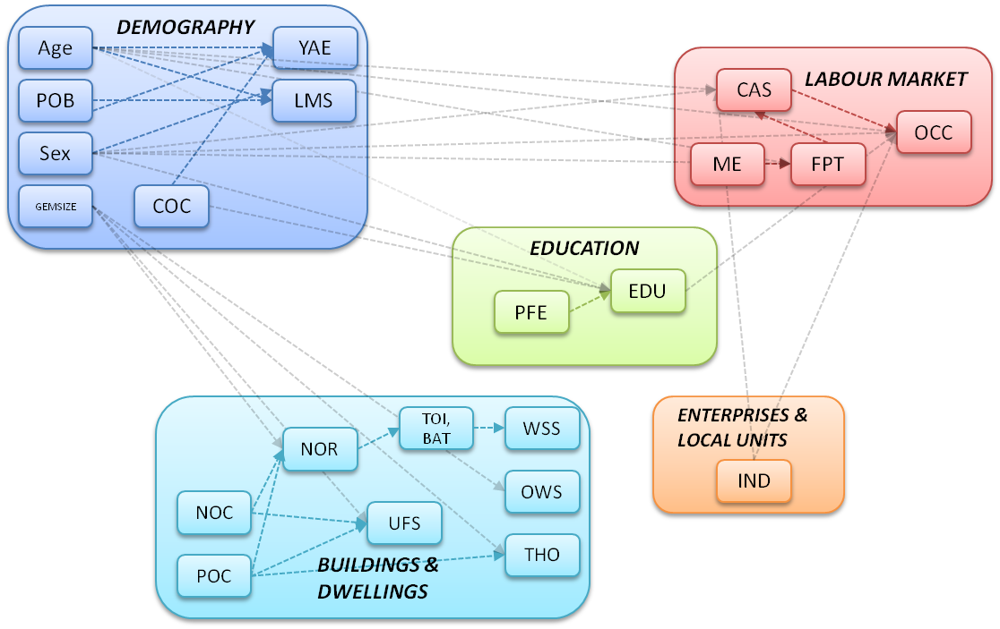 DEMOGRAPHY
Age
YAE
POB
LMS
Sex
GEMSIZE
COC
LABOUR MARKET
CAS
OCC
ME
FPT
EDUCATION
EDU
PFE
TOI,
BAT
WSS
NOR
OWS
NOC
UFS
THO
POC
BUILDINGS &
DWELLINGS
ENTERPRISES &
LOCAL UNITS
IND